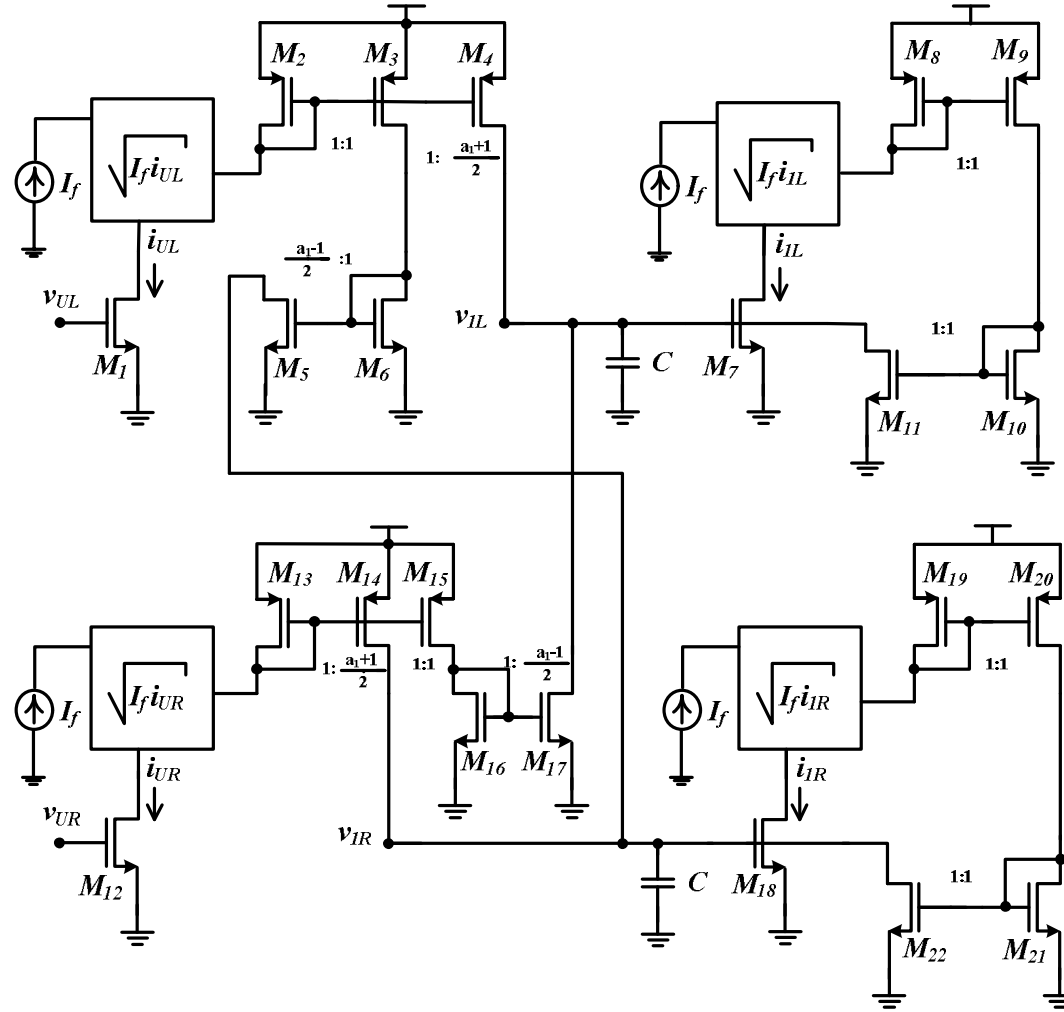 M2 M3 M4 M8 M9
1:1 1: a1+1/2 1:1
If √If iUL If √If i1L
iUL i1L
a1-1/2 :1
vUL v1L 1:1
M1 M5 M6 C M7
M11 M10
M13 M14 M15 M19 M20
1: a1+1/2 1:1 1: a1-1/2 1:1
If √If iUR If √If i1R
M16 M17
iUR i1R
vUR v1R 1:1
M12 C M18
M22 M21